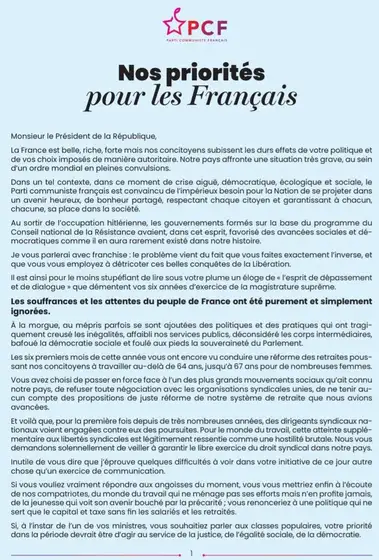 PCF
PARTI COMMUNISTE FRANÇAIS
Nos priorités
pour les Français
Monsieur le Président de la République,
La France est belle, riche, forte mais nos concitoyens subissent les durs effets de votre politique et
de vos choix imposés de manière autoritaire. Notre pays affronte une situation très grave, au sein
d'un ordre mondial en pleines convulsions.
Dans un tel contexte, dans ce moment de crise aiguë, démocratique, écologique et sociale, le
Parti communiste français est convaincu de l'impérieux besoin pour la Nation de se projeter dans
un avenir heureux, de bonheur partagé, respectant chaque citoyen et garantissant à chacun,
chacune, sa place dans la société.
Au sortir de l'occupation hitlérienne, les gouvernements formés sur la base du programme du
Conseil national de la Résistance avaient, dans cet esprit, favorisé des avancées sociales et dé-
mocratiques comme il en aura rarement existé dans notre histoire.
Je vous parlerai avec franchise : le problème vient du fait que vous faites exactement l'inverse, et
que vous vous employez à détricoter ces belles conquêtes de la Libération.
Il est ainsi pour le moins stupéfiant de lire sous votre plume un éloge de « l'esprit de dépassement
et de dialogue » que démentent vos six années d'exercice de la magistrature suprême.
Les souffrances et les attentes du peuple de France ont été purement et simplement
ignorées.
À la morgue, au mépris parfois se sont ajoutées des politiques et des pratiques qui ont tragi-
quement creusé les inégalités, affaibli nos services publics, déconsidéré les corps intermédiaires,
bafoué la démocratie sociale et foulé aux pieds la souveraineté du Parlement.
Les six premiers mois de cette année vous ont encore vu conduire une réforme des retraites pous-
sant nos concitoyens à travailler au-delà de 64 ans, jusqu'à 67 ans pour de nombreuses femmes.
Vous avez choisi de passer en force face à l'un des plus grands mouvements sociaux qu'ait connu
notre pays, de refuser toute négociation avec les organisations syndicales unies, de ne tenir au-
cun compte des propositions de juste réforme de notre système de retraite que nous avions
avancées.
Et voilà que, pour la première fois depuis de très nombreuses années, des dirigeants syndicaux na-
tionaux voient engagées contre eux des poursuites. Pour le monde du travail, cette atteinte supplé-
mentaire aux libertés syndicales est légitimement ressentie comme une hostilité brutale. Nous vous
demandons solennellement de veiller à garantir le libre exercice du droit syndical dans notre pays.
Inutile de vous dire que j'éprouve quelques difficultés à voir dans votre initiative de ce jour autre
chose qu'un exercice de communication.
Si vous vouliez vraiment répondre aux angoisses du moment, vous vous mettriez enfin à l'écoute
de nos compatriotes, du monde du travail qui ne ménage pas ses efforts mais n'en profite jamais,
de la jeunesse qui voit son avenir bouché par la précarité ; vous renonceriez à une politique qui ne
sert que le capital et taxe sans fin les salariés et les retraités.
Si, à l'instar de l'un de vos ministres, vous souhaitiez parler aux classes populaires, votre priorité
dans la période devrait être d'agir au service de la justice, de l'égalité sociale, de la démocratie.
1